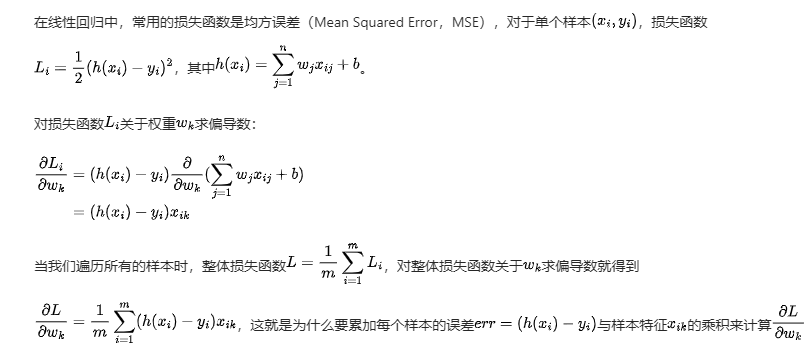 在线性回归中，常用的损失函数是均方误差（Mean Squared Error，MSE），对于单个样本$(x_i, y_i)$，损失函数
$L_i = \frac{1}{2}(h(x_i) - y_i)^2$，其中$h(x_i) = \sum_{j=1}^{n} w_j x_{ij} + b$。
对损失函数$L_i$关于权重$w_k$求偏导数：
$\frac{\partial L_i}{\partial w_k} = (h(x_i) - y_i)\frac{\partial}{\partial w_k}(\sum_{j=1}^{n} w_j x_{ij} + b)$
$= (h(x_i) - y_i)x_{ik}$
当我们遍历所有的样本时，整体损失函数$L = \frac{1}{m}\sum_{i=1}^{m} L_i$，对整体损失函数关于$w_k$求偏导数就得到
$\frac{\partial L}{\partial w_k} = \frac{1}{m}\sum_{i=1}^{m}(h(x_i) - y_i)x_{ik}$，这就是为什么要累加每个样本的误差$err = (h(x_i) - y_i)$与样本特征$x_{ik}$的乘积来计算$\frac{\partial L}{\partial w_k}$